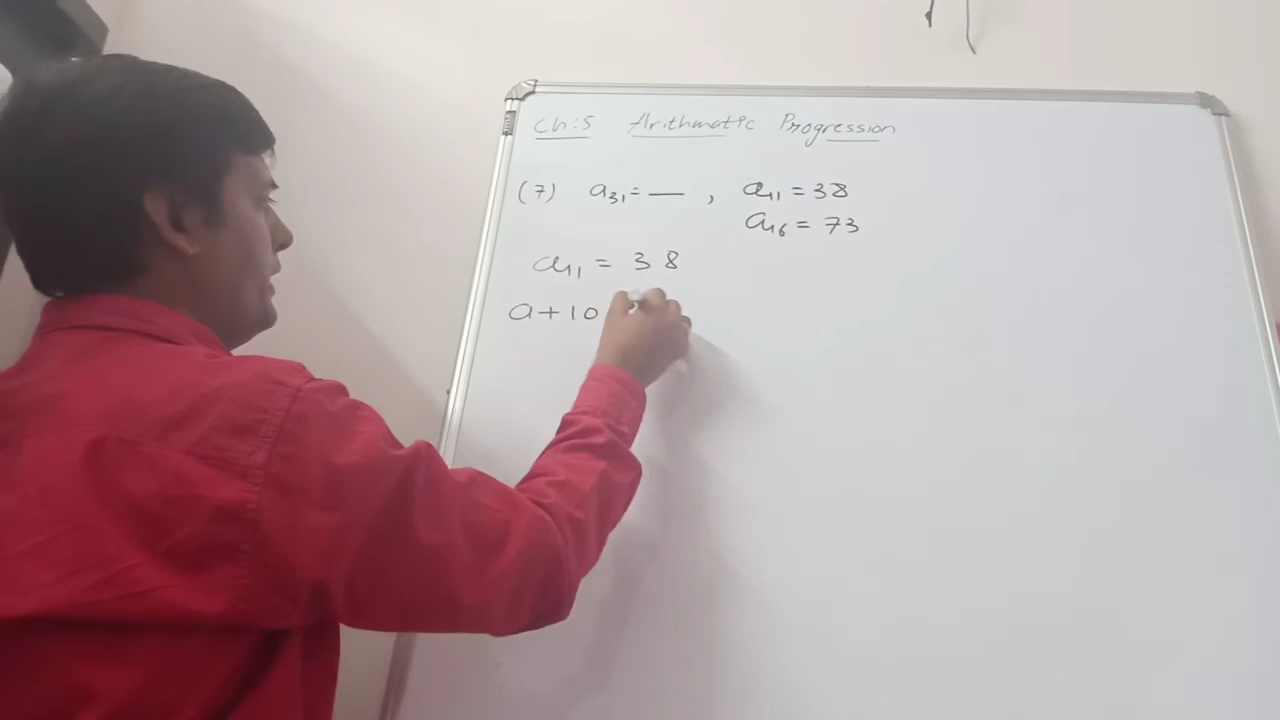 Ch:5 Arithmatic Progression
(7) a₃₁ = — , a₁₁ = 38
a₁₆ = 73
a₁₁ = 38
a + 10